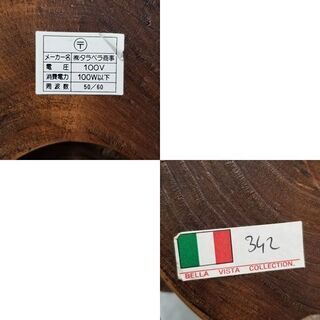 〒
メーカー名 ㈱タラベラ商事
電圧 100V
消費電力 100W以下
周波数 50/60
342
BELLA VISTA COLLECTION.